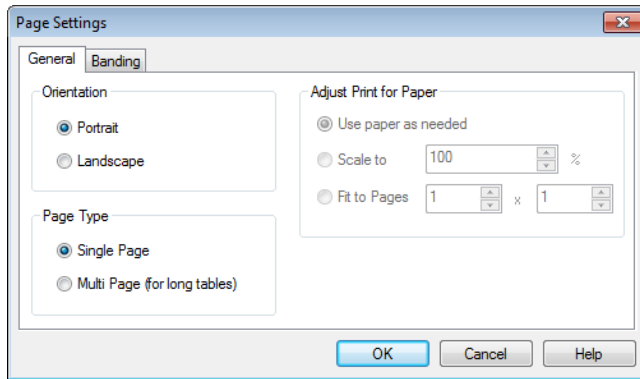 Page Settings
General Banding
Orientation
Portrait
Landscape
Page Type
Single Page
Multi Page (for long tables)
Adjust Print for Paper
Use paper as needed
Scale to 100 %
Fit to Pages 1 x 1
OK Cancel Help